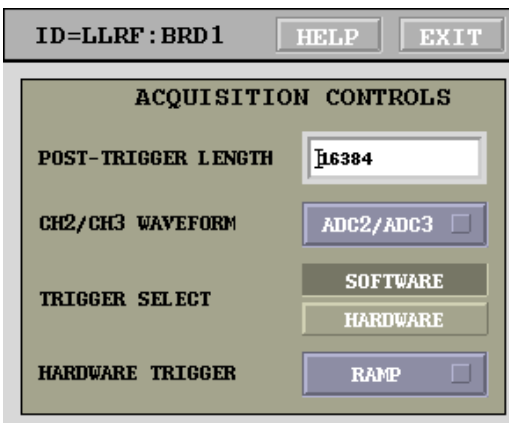 ID=LLRF:BRD1 HELP EXIT
ACQUISITION CONTROLS
POST-TRIGGER LENGTH 16384
CH2/CH3 WAVEFORM ADC2/ADC3
TRIGGER SELECT SOFTWARE
HARDWARE
HARDWARE TRIGGER RAMP